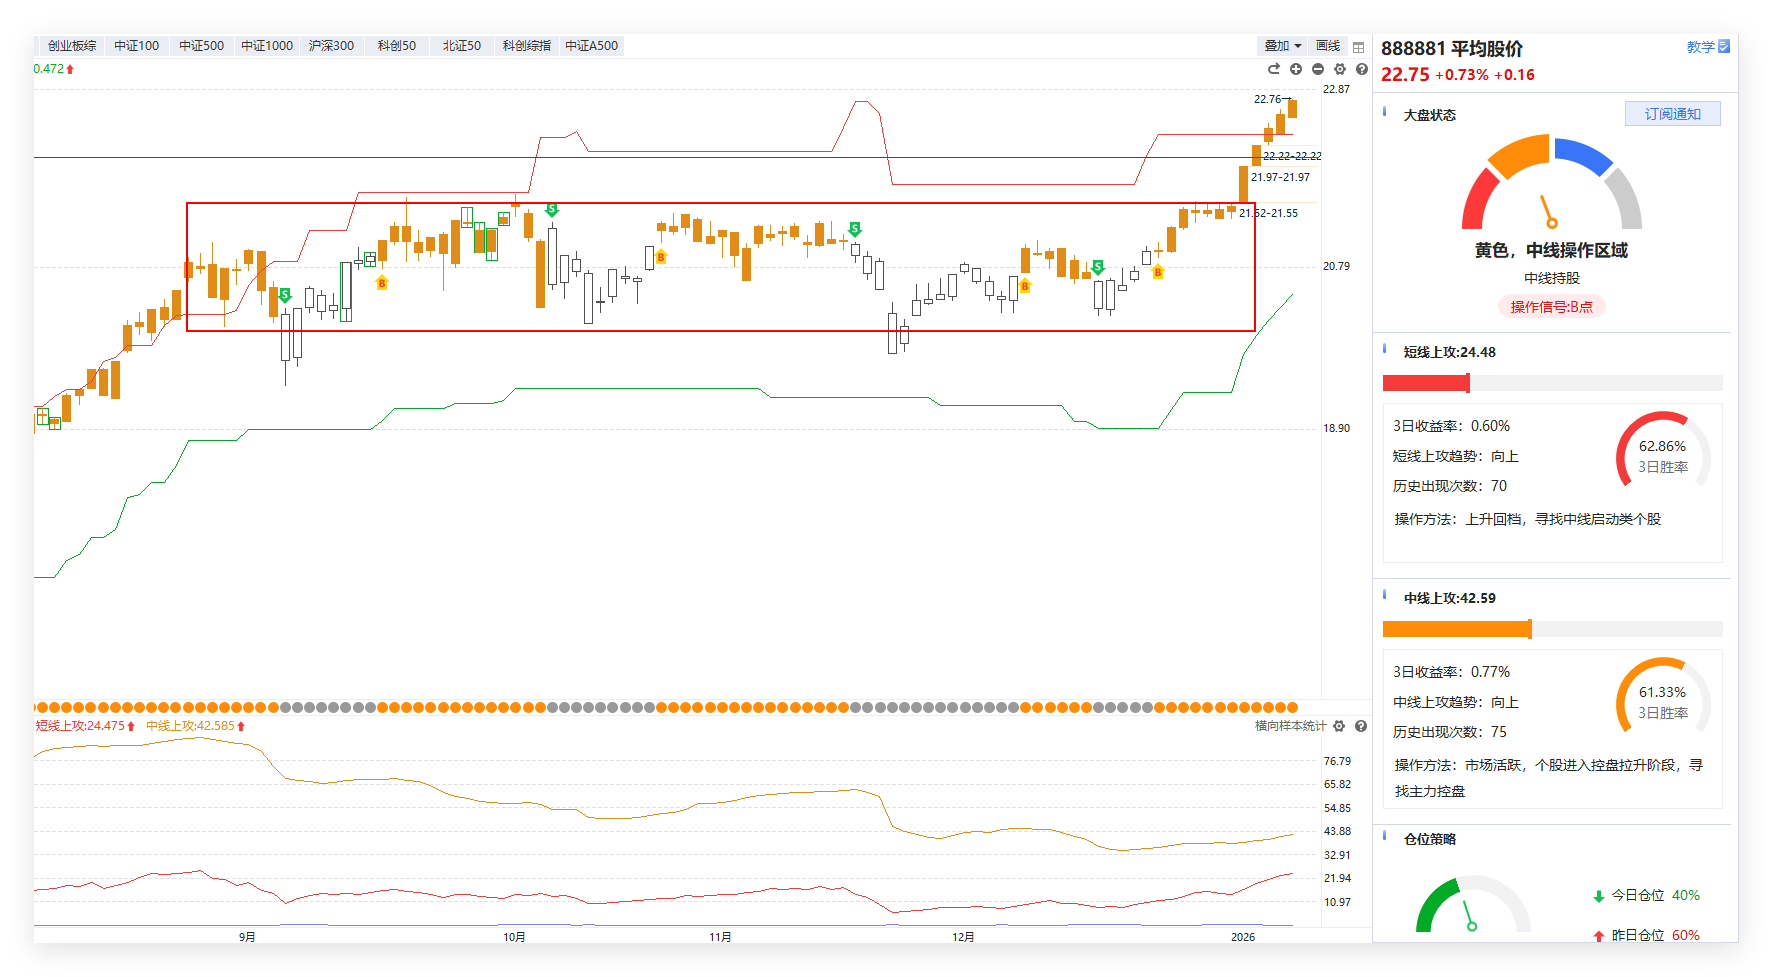 创业板综 中证100 中证500 中证1000 沪深300 科创50 北证50 科创综指 中证A500 叠加 画线
0.472
22.87
22.76
22.22-22.22
21.97-21.97
21.52-21.55
20.79
18.90
S
B
S
B
S
B
S
B
短线上攻:24.475 中线上攻:42.585
横向样本统计
76.79
65.82
54.85
43.88
32.91
21.94
10.97
9月 10月 11月 12月 2026
888881 平均股价 教学
22.75 +0.73% +0.16
大盘状态 订阅通知
黄色，中线操作区域
中线持股
操作信号:B点
短线上攻:24.48
3日收益率：0.60%
短线上攻趋势：向上
历史出现次数：70
62.86%
3日胜率
操作方法：上升回档，寻找中线启动类个股
中线上攻:42.59
3日收益率：0.77%
中线上攻趋势：向上
历史出现次数：75
61.33%
3日胜率
操作方法：市场活跃，个股进入控盘拉升阶段，寻
找主力控盘
仓位策略
今日仓位 40%
昨日仓位 60%